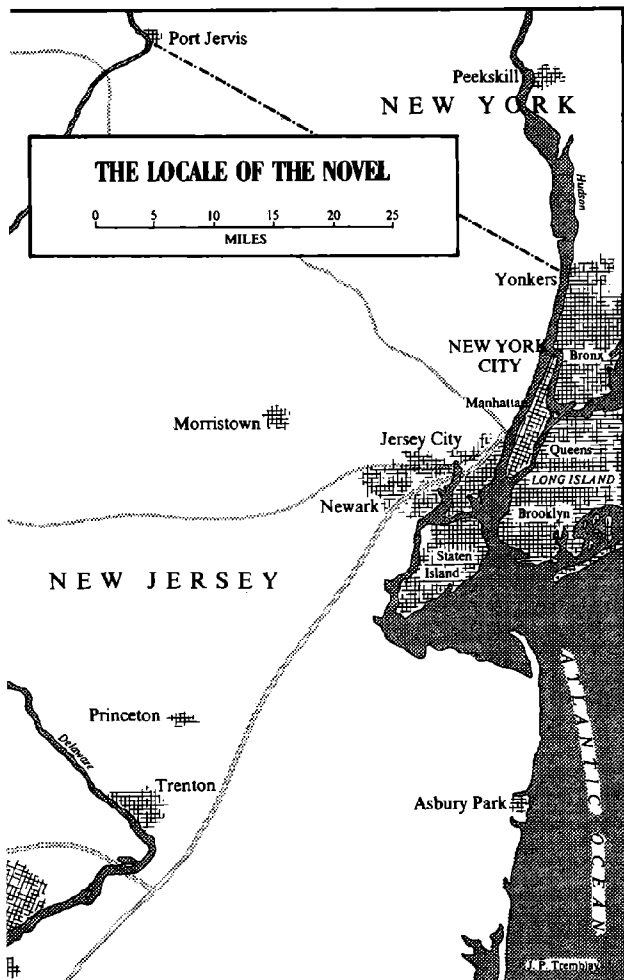 Port Jervis
Peekskill
NEW YORK
THE LOCALE OF THE NOVEL
0 5 10 15 20 25
MILES
Hudson
Yonkers
NEW YORK
CITY
Bronx
Manhattan
Morristown
Jersey City
Queens
LONG ISLAND
Newark
Brooklyn
Staten
Island
NEW JERSEY
Princeton
Delaware
Trenton
Asbury Park
ATLANTIC OCEAN
J. P. Tremblay